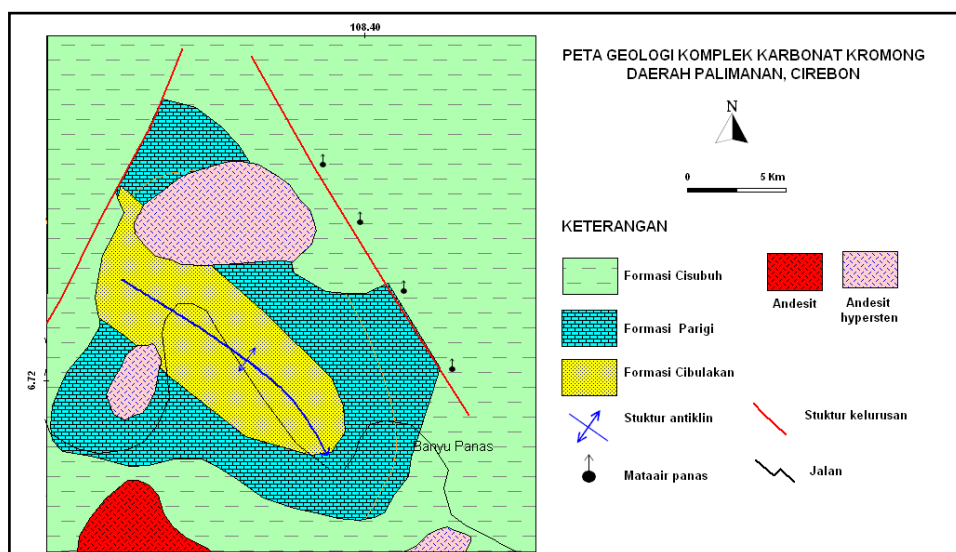 108.40
6.72
Banyu Panas
PETA GEOLOGI KOMPLEK KARBONAT KROMONG
DAERAH PALIMANAN, CIREBON
N
0 5 Km
KETERANGAN
Formasi Cisubuh
Formasi Parigi
Formasi Cibulakan
Stuktur antiklin
Mataair panas
Andesit
Andesit
hypersten
Stuktur kelurusan
Jalan